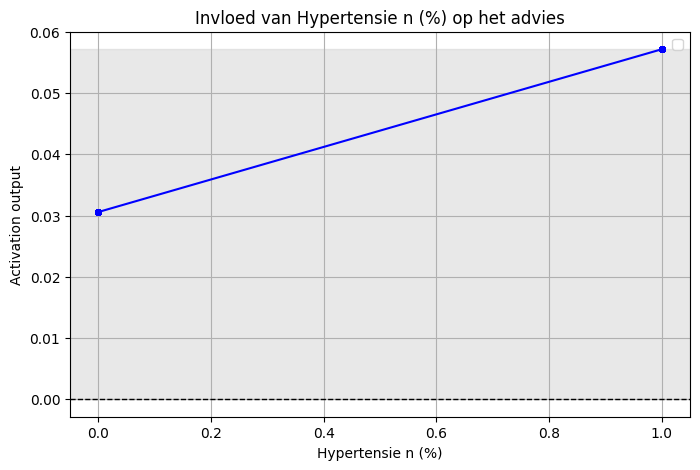 Invloed van Hypertensie n (%) op het advies
0.06
0.05
0.04
0.03
0.02
0.01
0.00
Activation output
0.0 0.2 0.4 0.6 0.8 1.0
Hypertensie n (%)